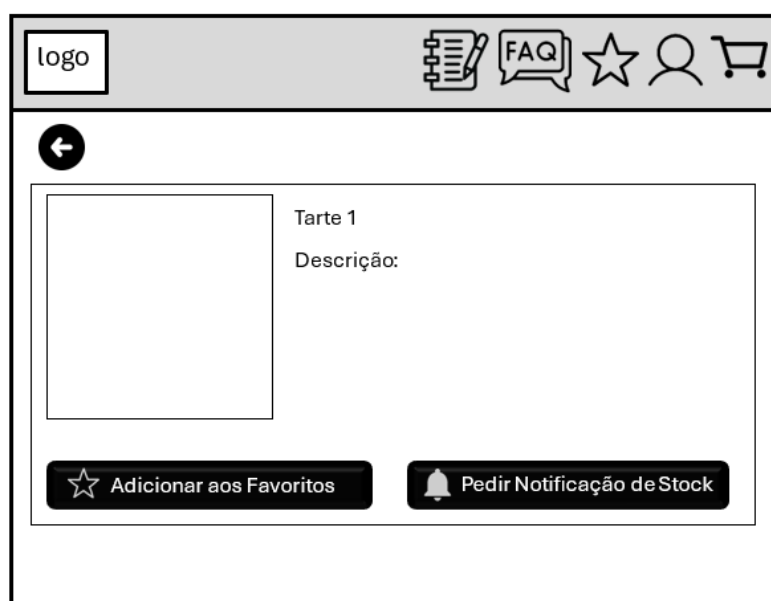 logo
FAQ
Tarte 1
Descrição:
Adicionar aos Favoritos
Pedir Notificação de Stock